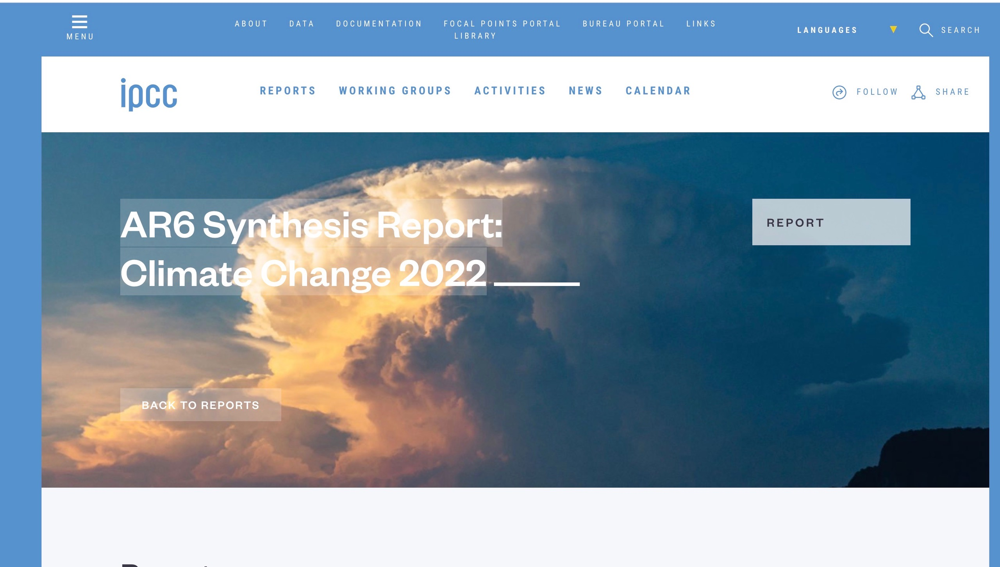 MENU
ABOUT DATA DOCUMENTATION FOCAL POINTS PORTAL BUREAU PORTAL LINKS
LIBRARY
LANGUAGES
SEARCH
ipcc
REPORTS WORKING GROUPS ACTIVITIES NEWS CALENDAR
FOLLOW SHARE
AR6 Synthesis Report:
Climate Change 2022
REPORT
BACK TO REPORTS